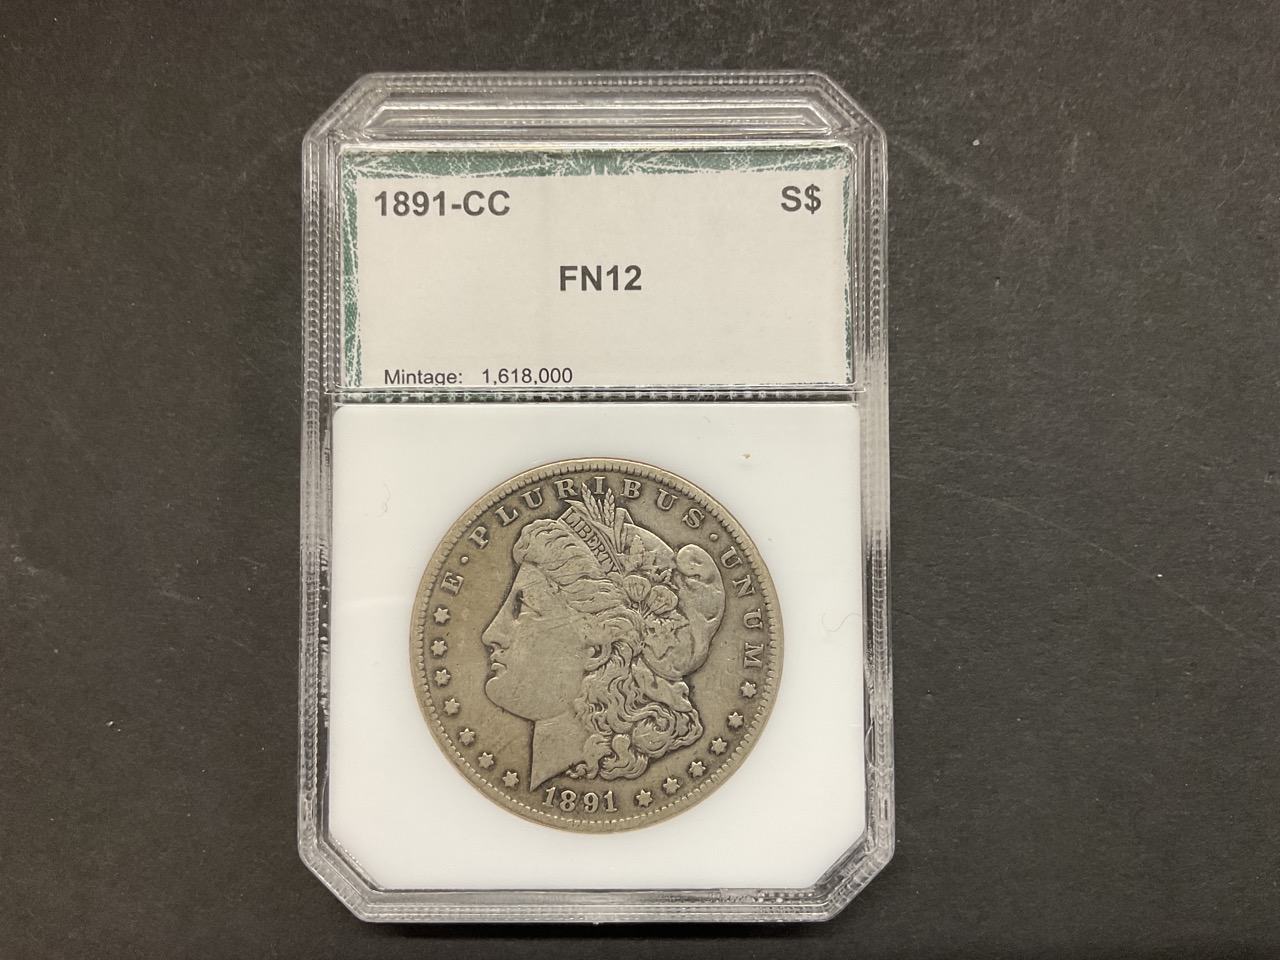 1891-CC S$
FN12
Mintage: 1,618,000
E · PLURIBUS · UNUM
LIBERTY
1891